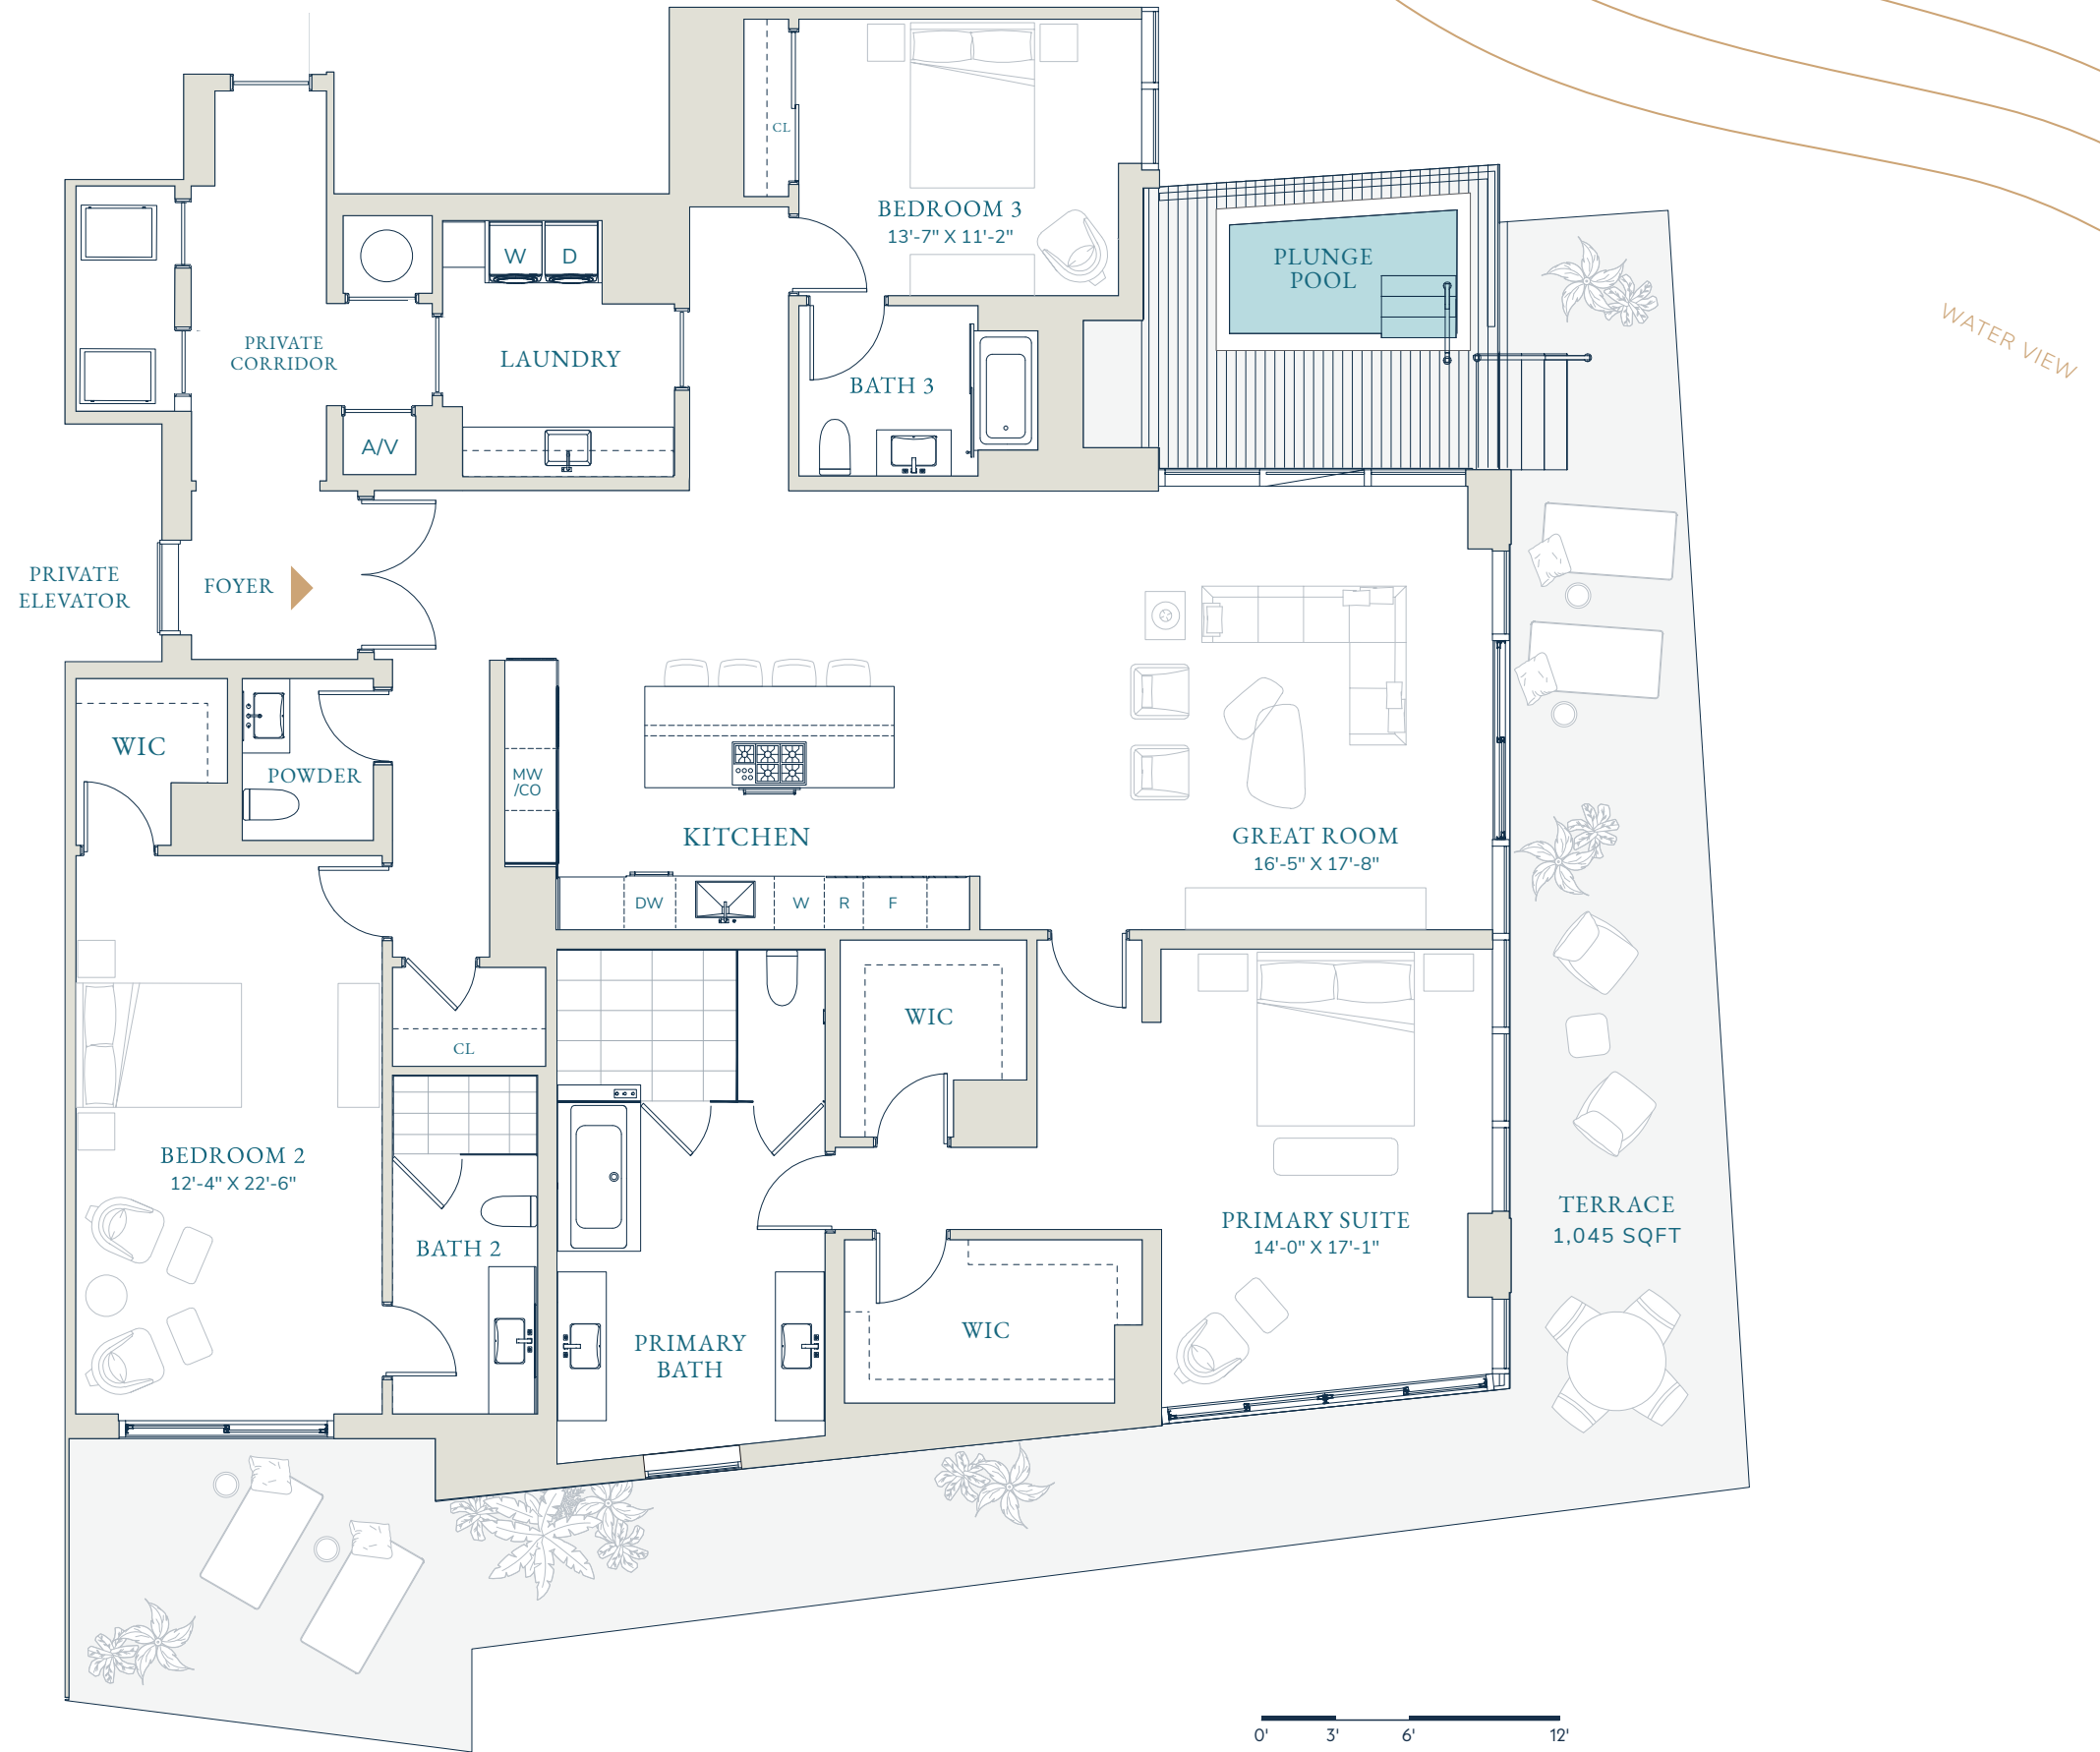 CL
BEDROOM 3
13'-7" X 11'-2"
W
D
PLUNGE
POOL
WATER VIEW
PRIVATE
CORRIDOR
LAUNDRY
BATH 3
A/V
PRIVATE
ELEVATOR
FOYER
WIC
POWDER
MW
/CO
KITCHEN
GREAT ROOM
16'-5" X 17'-8"
DW
W
R
F
WIC
CL
BEDROOM 2
12'-4" X 22'-6"
BATH 2
PRIMARY SUITE
14'-0" X 17'-1"
TERRACE
1,045 SQFT
PRIMARY
BATH
WIC
0'
3'
6'
12'